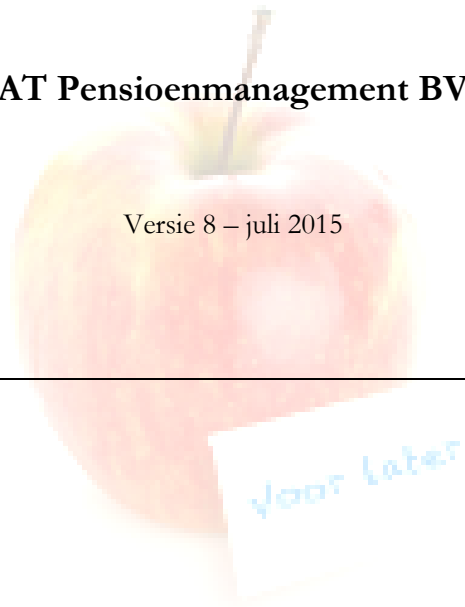 AT Pensioenmanagement BV
Versie 8 – juli 2015
voor later